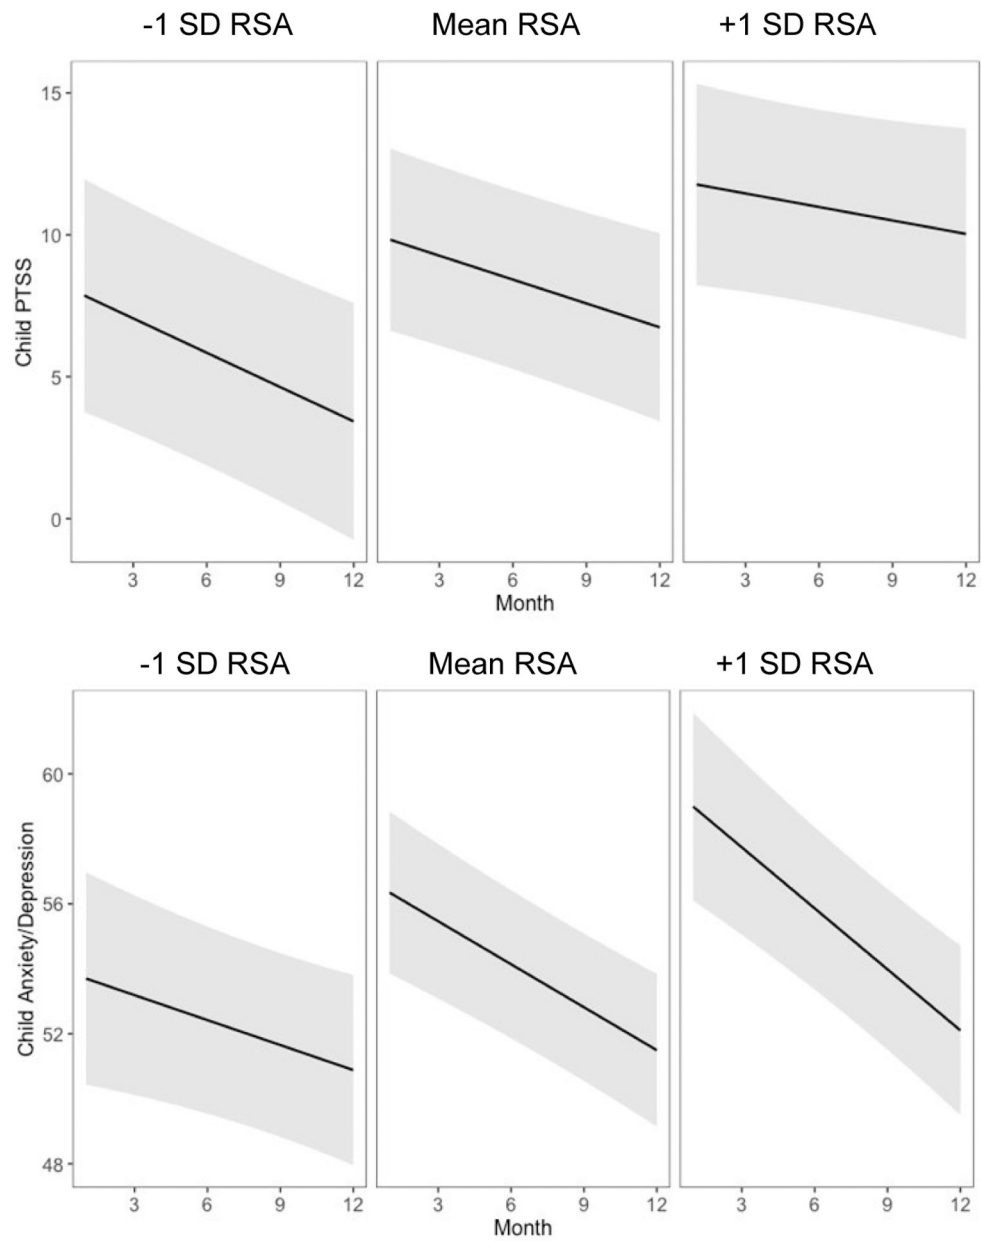 -1 SD RSA Mean RSA +1 SD RSA
15
10
5
0
Child PTSS
3 6 9 12 3 6 9 12 3 6 9 12
Month
-1 SD RSA Mean RSA +1 SD RSA
60
56
52
48
Child Anxiety/Depression
3 6 9 12 3 6 9 12 3 6 9 12
Month